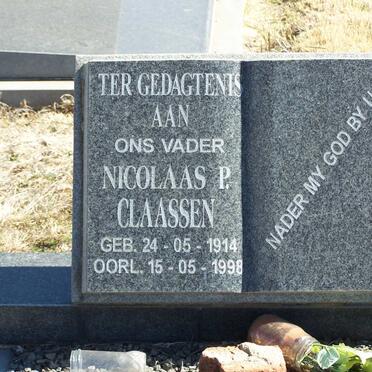 TER GEDAGTENIS
AAN
ONS VADER
NICOLAAS P.
CLAASSEN
GEB. 24 - 05 - 1914
OORL. 15 - 05 - 1998
NADER MY GOD BY U